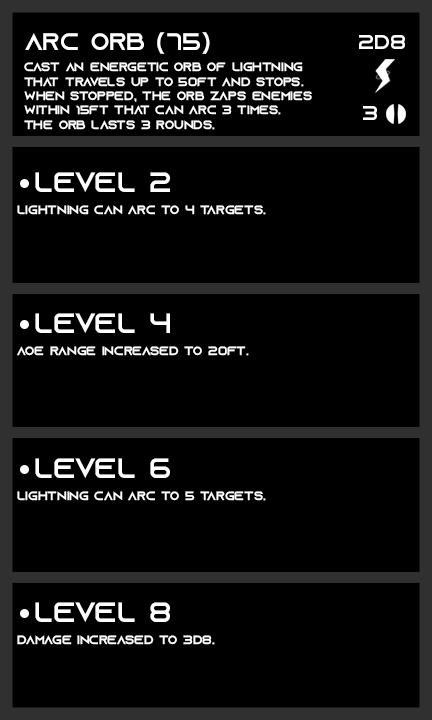 ARC ORB (75)
2D8
CAST AN ENERGETIC ORB OF LIGHTNING
THAT TRAVELS UP TO 50FT AND STOPS.
WHEN STOPPED, THE ORB ZAPS ENEMIES
WITHIN 15FT THAT CAN ARC 3 TIMES.
THE ORB LASTS 3 ROUNDS.
3
•LEVEL 2
LIGHTNING CAN ARC TO 4 TARGETS.
•LEVEL 4
AOE RANGE INCREASED TO 20FT.
•LEVEL 6
LIGHTNING CAN ARC TO 5 TARGETS.
•LEVEL 8
DAMAGE INCREASED TO 3D8.